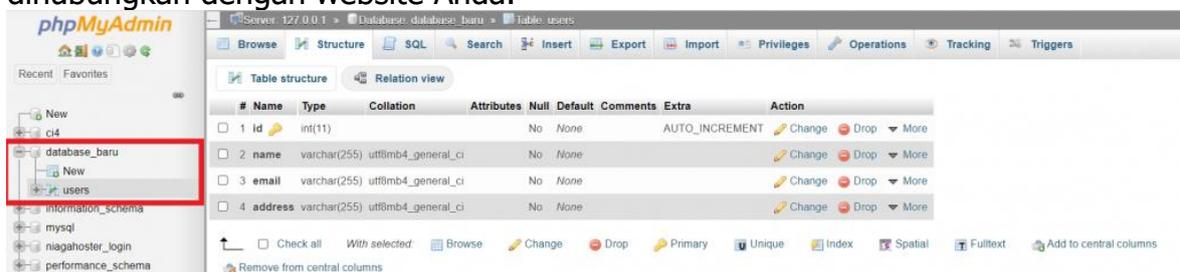 dihubungkan dengan website Anda.
phpMyAdmin
Recent Favorites
New
ci4
database_baru
New
users
information_schema
mysql
niagahoster_login
performance_schema
Server: 127.0.0.1 » Database: database_baru » Table: users
Browse Structure SQL Search Insert Export Import Privileges Operations Tracking Triggers
Table structure Relation view
# Name Type Collation Attributes Null Default Comments Extra Action
1 id int(11) No None AUTO_INCREMENT Change Drop More
2 name varchar(255) utf8mb4_general_ci No None Change Drop More
3 email varchar(255) utf8mb4_general_ci No None Change Drop More
4 address varchar(255) utf8mb4_general_ci No None Change Drop More
Check all With selected: Browse Change Drop Primary Unique Index Spatial Fulltext Add to central columns
Remove from central columns